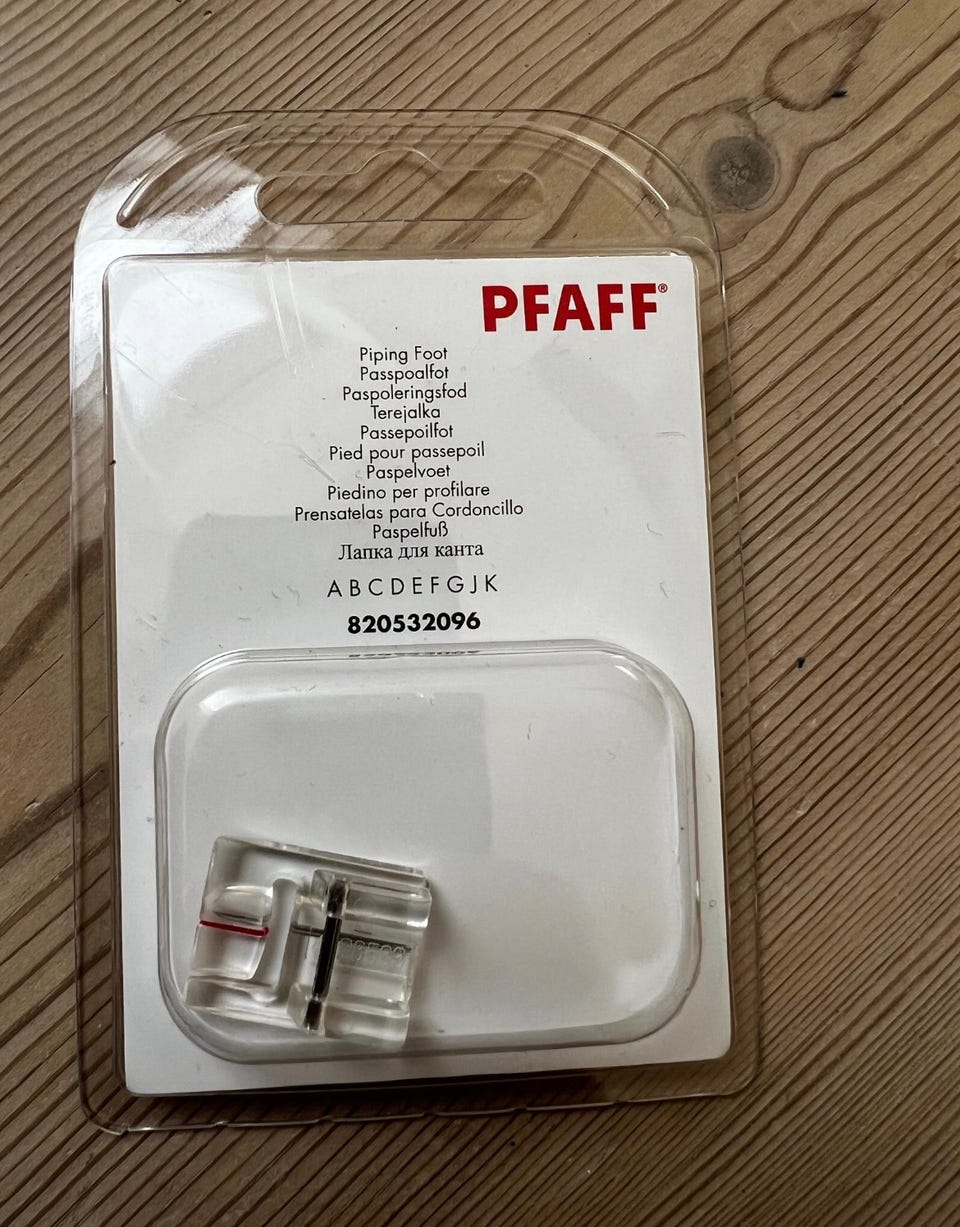 PFAFF®
Piping Foot
Passpoalfot
Paspoleringsfod
Terejalka
Passepoilfot
Pied pour passepoil
Paspelvoet
Piedino per profilare
Prensatelas para Cordoncillo
Paspelfuß
Лапка для канта
A B C D E F G J K
820532096